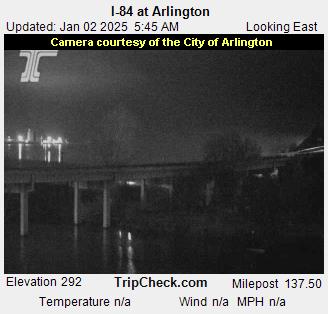 I-84 at Arlington
Updated: Jan 02 2025 5:45 AM Looking East
Camera courtesy of the City of Arlington
Elevation 292 TripCheck.com Milepost 137.50
Temperature n/a Wind n/a MPH n/a